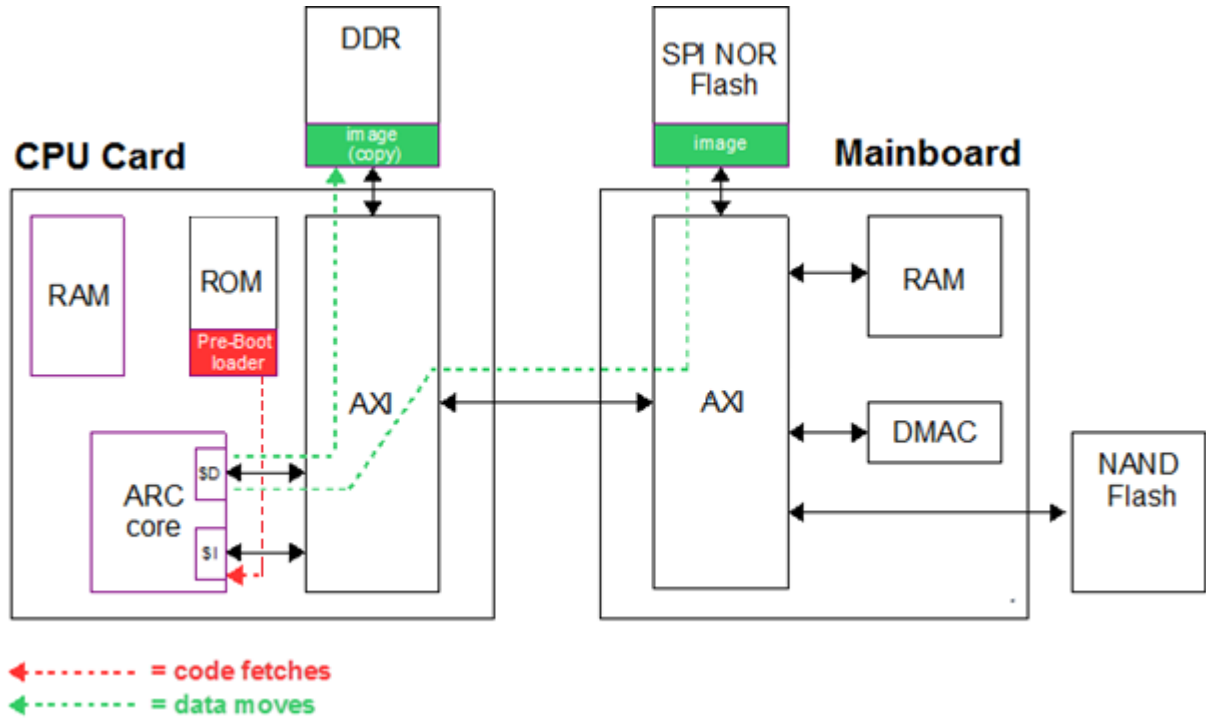 DDR
image
(copy)
SPI NOR
Flash
image
CPU Card
Mainboard
RAM
ROM
Pre-Boot
loader
AXI
ARC
core
$D
$I
AXI
RAM
DMAC
NAND
Flash
= code fetches
= data moves